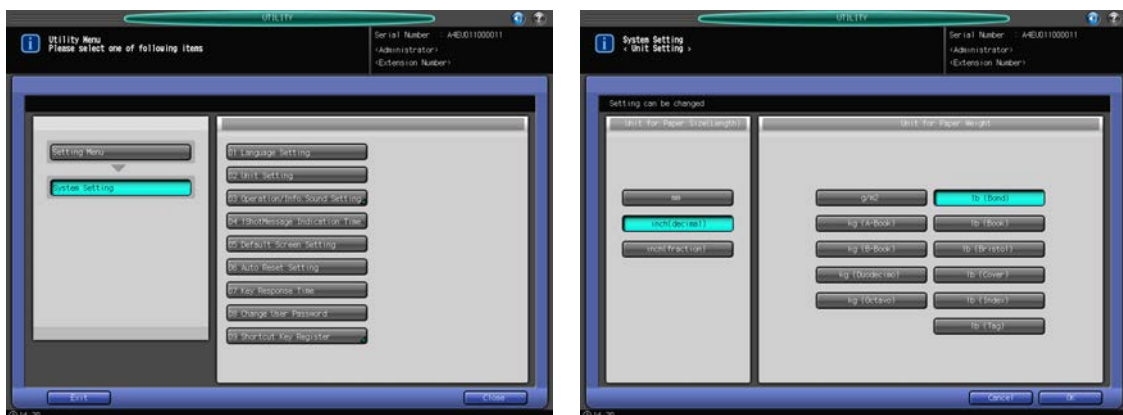 UTILITY
Utility Menu
Please select one of following items
Serial Number : A4EU011000011
<Administrator>
<Extension Number>
Setting Menu
System Setting
01 Language Setting
02 Unit Setting
03 Operation/Info.Sound Setting
04 1ShotMessage Indication Time
05 Default Screen Setting
06 Auto Reset Setting
07 Key Response Time
08 Change User Password
09 Shortcut Key Register
Exit
Close
UTILITY
System Setting
< Unit Setting >
Serial Number : A4EU011000011
<Administrator>
<Extension Number>
Setting can be changed
Unit for Paper Size(Length)
mm
inch(decimal)
inch(fraction)
Unit for Paper Weight
g/m2
lb (Bond)
kg (A-Book)
lb (Book)
kg (B-Book)
lb (Bristol)
kg (Duodecimo)
lb (Cover)
kg (Octavo)
lb (Index)
lb (Tag)
Cancel
OK